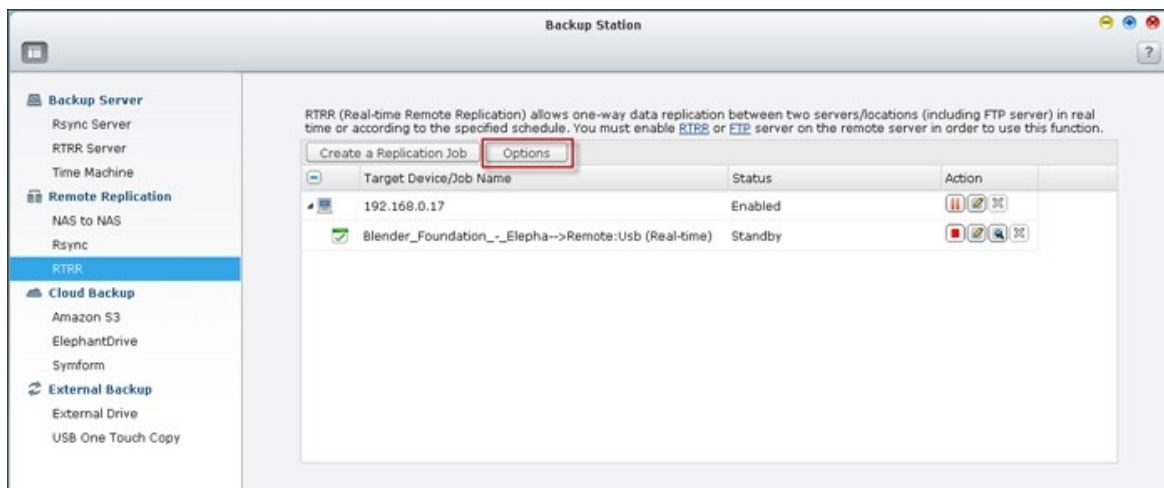 Backup Station
?
Backup Server
Rsync Server
RTRR Server
Time Machine
Remote Replication
NAS to NAS
Rsync
RTRR
Cloud Backup
Amazon S3
ElephantDrive
Symform
External Backup
External Drive
USB One Touch Copy
RTRR (Real-time Remote Replication) allows one-way data replication between two servers/locations (including FTP server) in real
time or according to the specified schedule. You must enable RTRR or FTP server on the remote server in order to use this function.
Create a Replication Job Options
Target Device/Job Name Status Action
192.168.0.17 Enabled
Blender_Foundation_-_Elepha-->Remote:Usb (Real-time) Standby